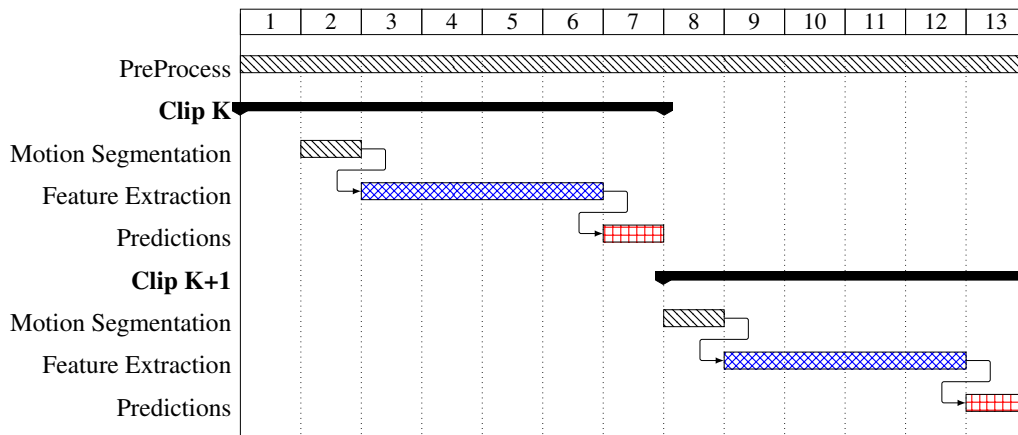 1 2 3 4 5 6 7 8 9 10 11 12 13
PreProcess
Clip K
Motion Segmentation
Feature Extraction
Predictions
Clip K+1
Motion Segmentation
Feature Extraction
Predictions